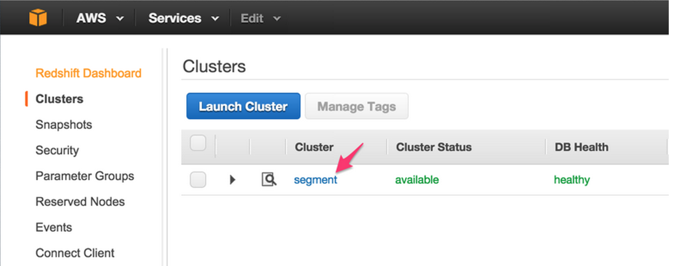 AWS Services Edit
Redshift Dashboard
Clusters
Snapshots
Security
Parameter Groups
Reserved Nodes
Events
Connect Client
Clusters
Launch Cluster Manage Tags
Cluster Cluster Status DB Health
segment available healthy